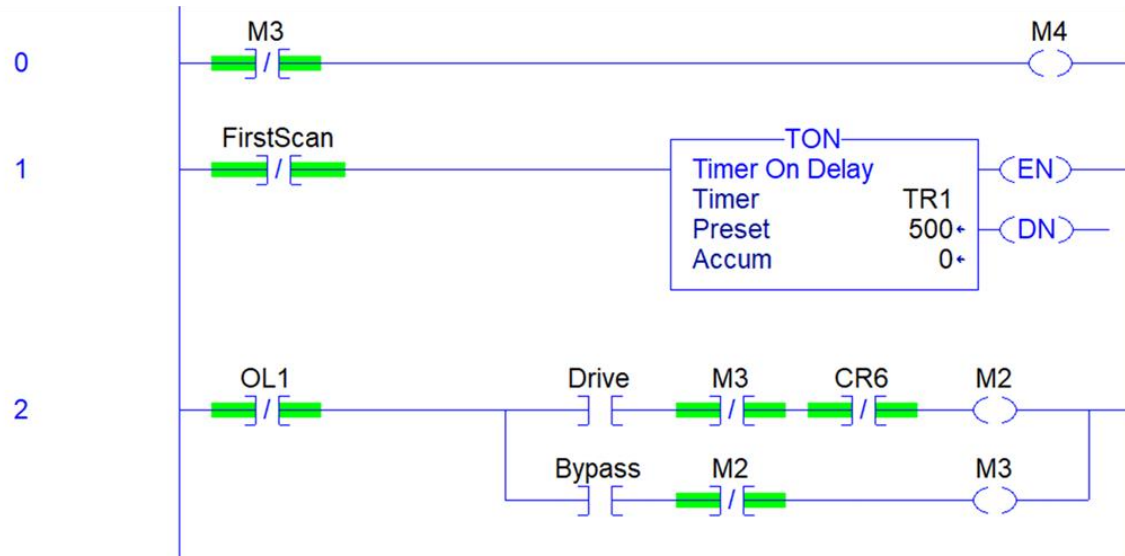 M3 M4
0
FirstScan
1
TON
Timer On Delay EN
Timer TR1
Preset 500 DN
Accum 0
OL1 Drive M3 CR6 M2
2
Bypass M2 M3